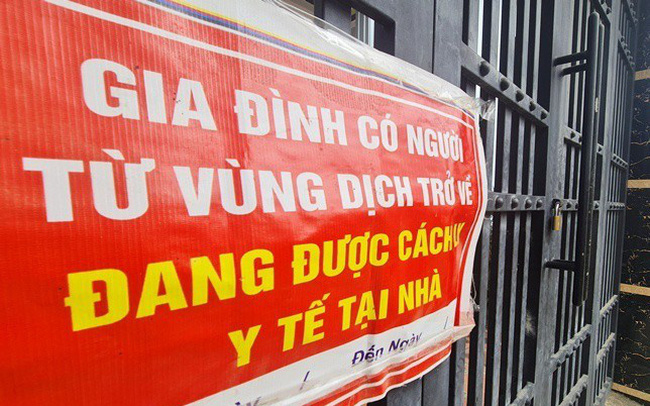 GIA ĐÌNH CÓ NGƯỜI
TỪ VÙNG DỊCH TRỞ VỀ
ĐANG ĐƯỢC CÁCH LY
Y TẾ TẠI NHÀ
/ Đến Ngày /